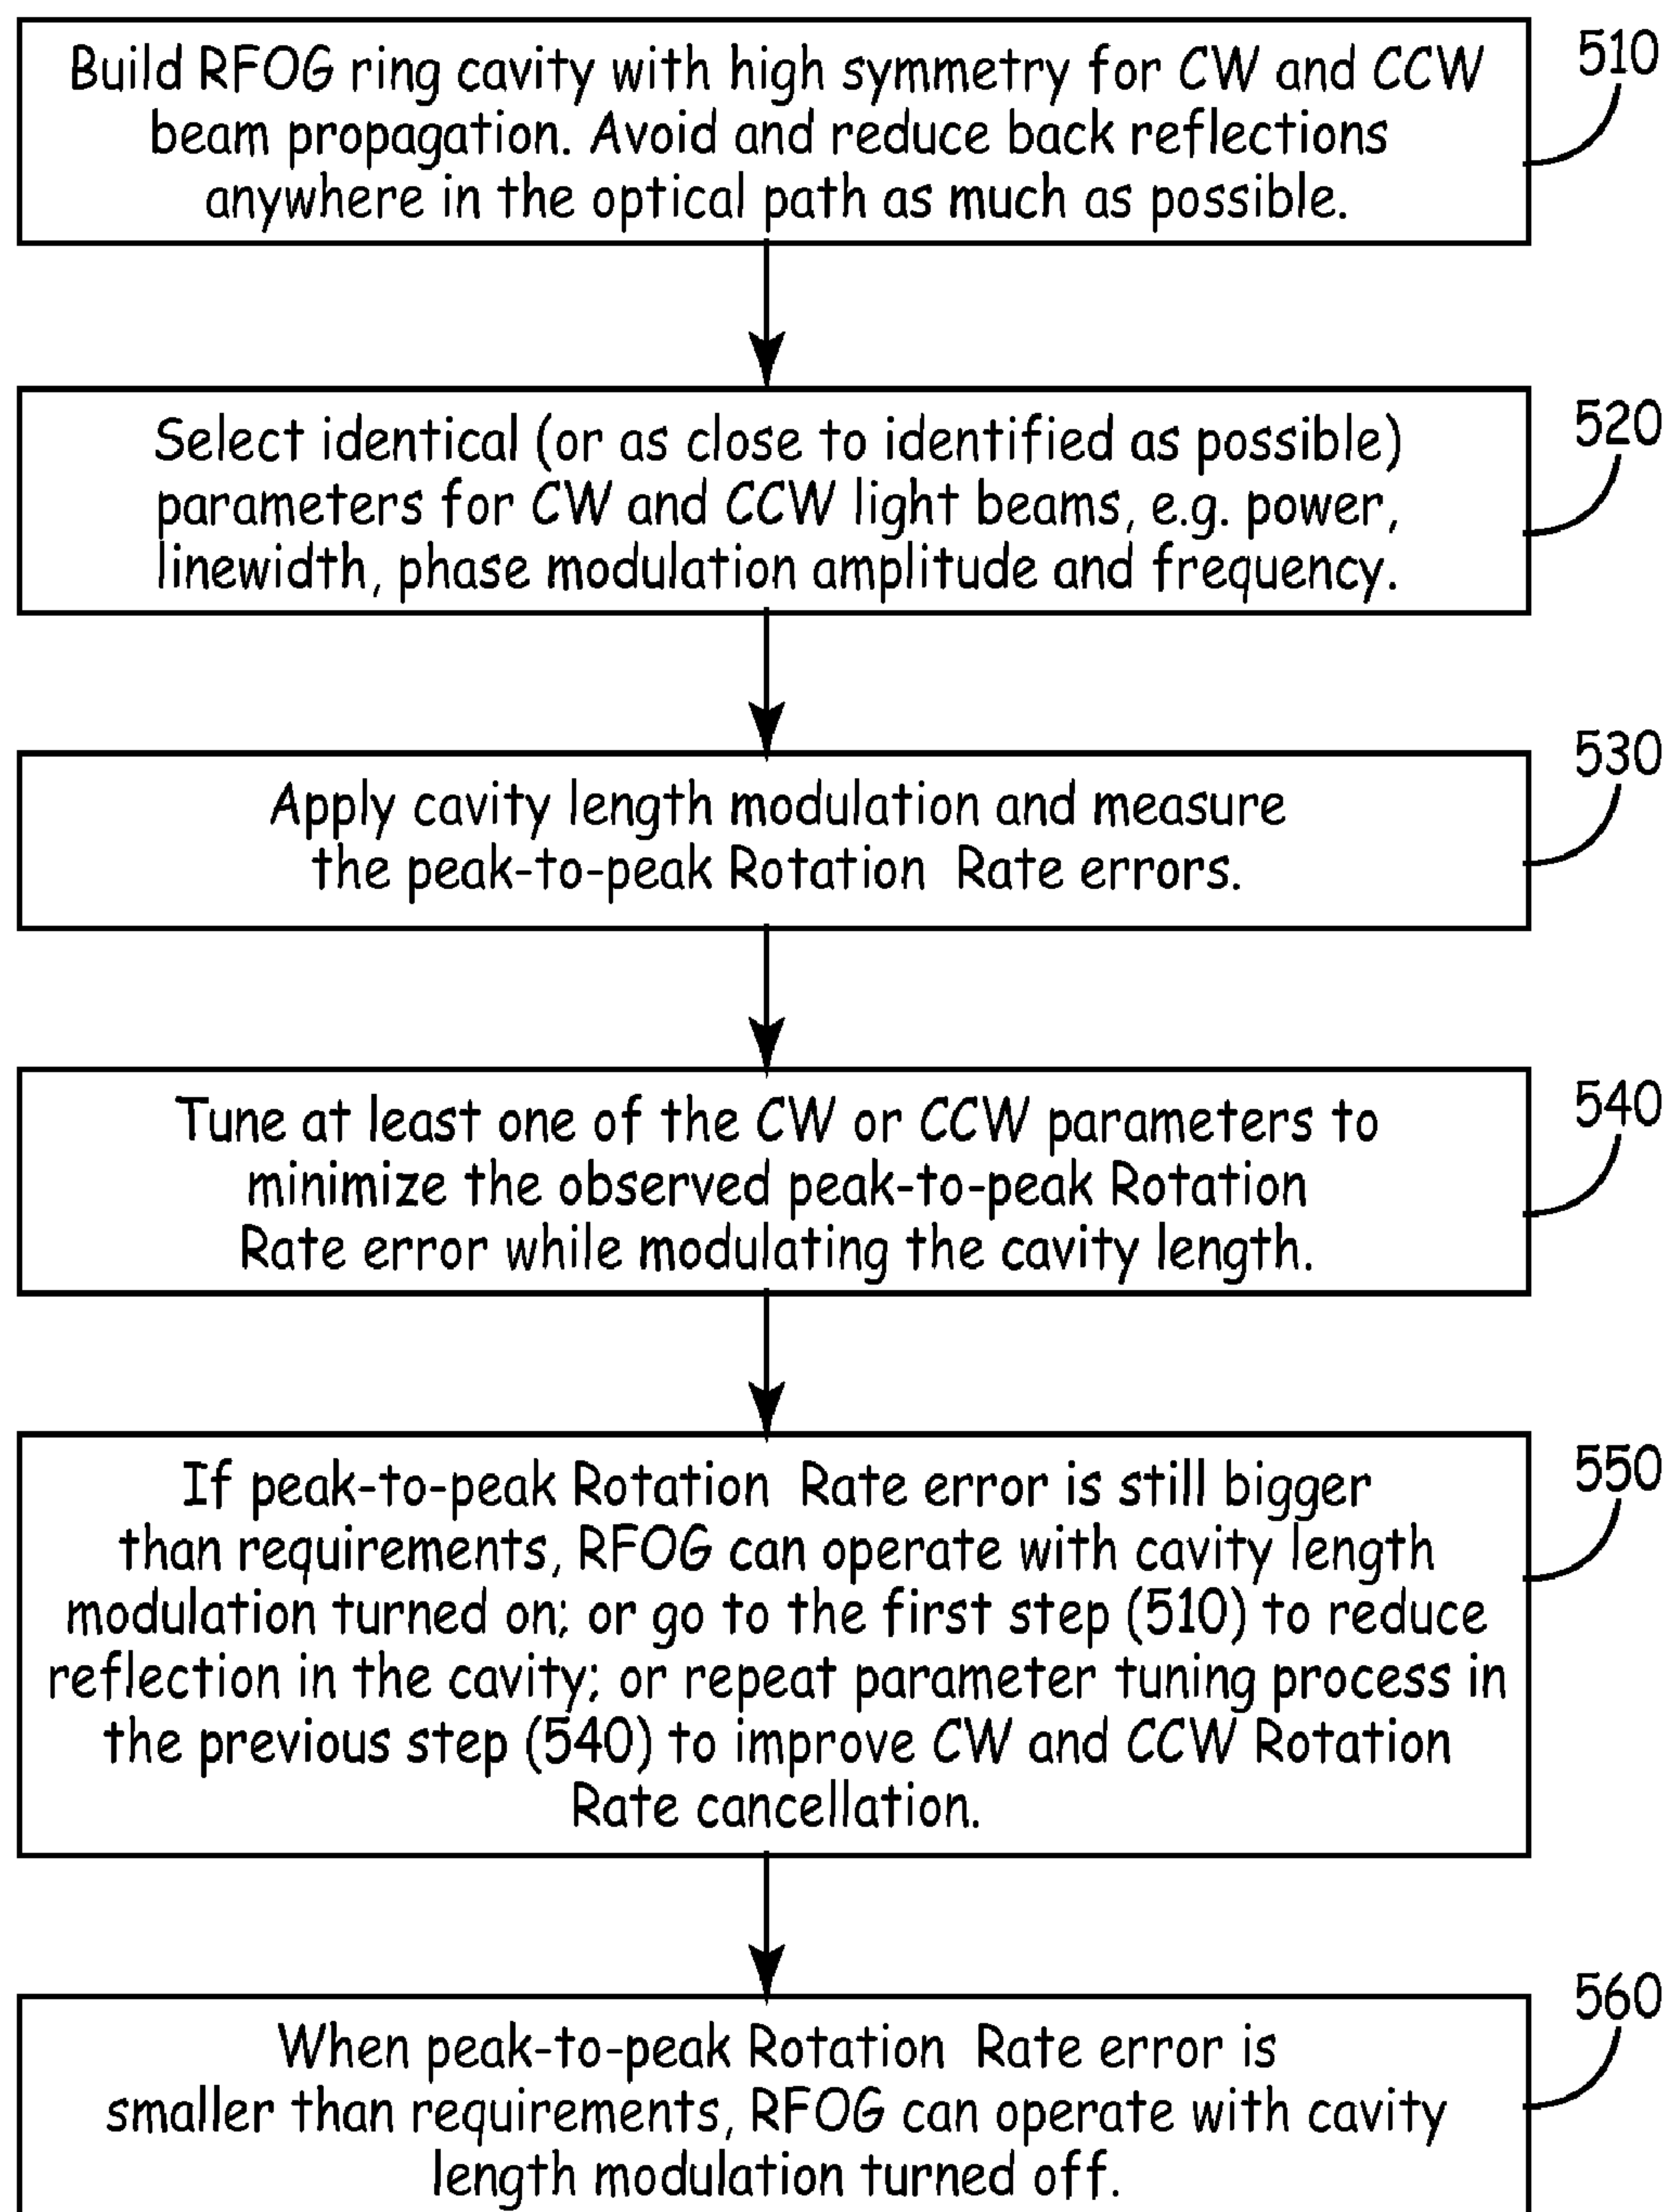 Build RFOG ring cavity with high symmetry for CW and CCW
beam propagation. Avoid and reduce back reflections
anywhere in the optical path as much as possible.
510
Select identical (or as close to identified as possible)
parameters for CW and CCW light beams, e.g. power,
linewidth, phase modulation amplitude and frequency.
520
Apply cavity length modulation and measure
the peak-to-peak Rotation Rate errors.
530
Tune at least one of the CW or CCW parameters to
minimize the observed peak-to-peak Rotation
Rate error while modulating the cavity length.
540
If peak-to-peak Rotation Rate error is still bigger
than requirements, RFOG can operate with cavity length
modulation turned on; or go to the first step (510) to reduce
reflection in the cavity; or repeat parameter tuning process in
the previous step (540) to improve CW and CCW Rotation
Rate cancellation.
550
When peak-to-peak Rotation Rate error is
smaller than requirements, RFOG can operate with cavity
length modulation turned off.
560